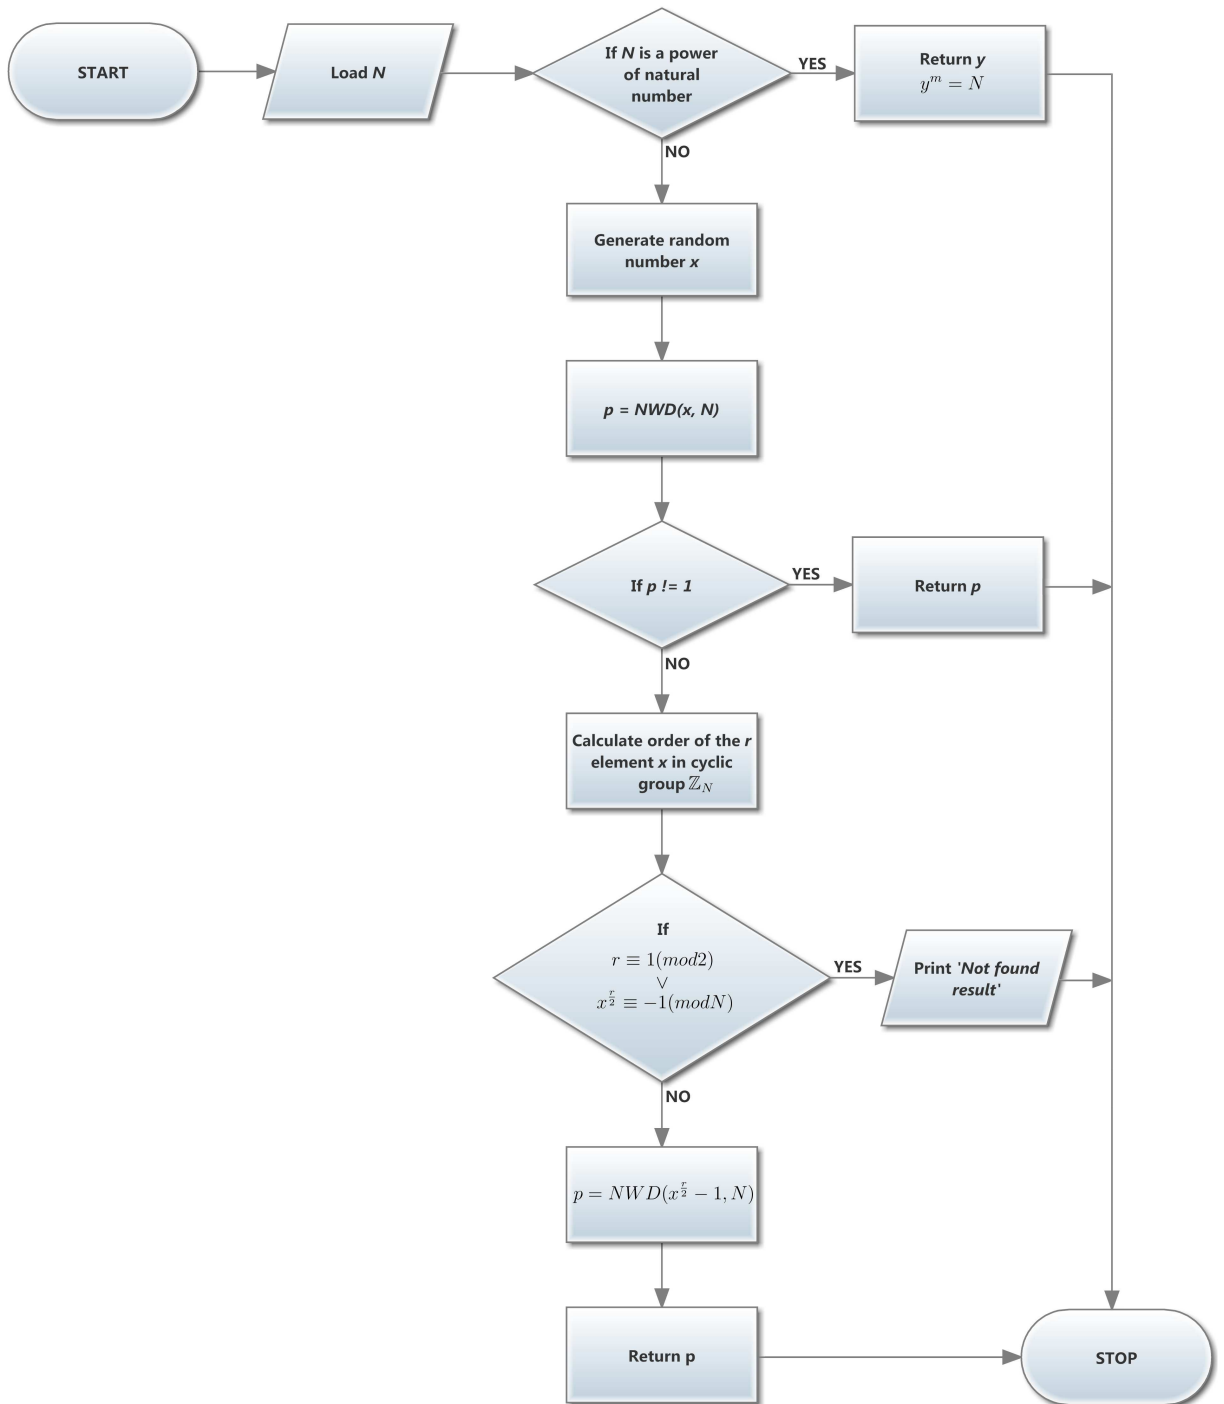 START
Load N
If N is a power
of natural
number
YES
Return y
y^m = N
NO
Generate random
number x
p = NWD(x, N)
If p != 1
YES
Return p
NO
Calculate order of the r
element x in cyclic
group ℤ_N
If
r ≡ 1(mod2)
∨
x^{\frac{r}{2}} ≡ −1(modN)
YES
Print 'Not found
result'
NO
p = NWD(x^{\frac{r}{2}} − 1, N)
Return p
STOP